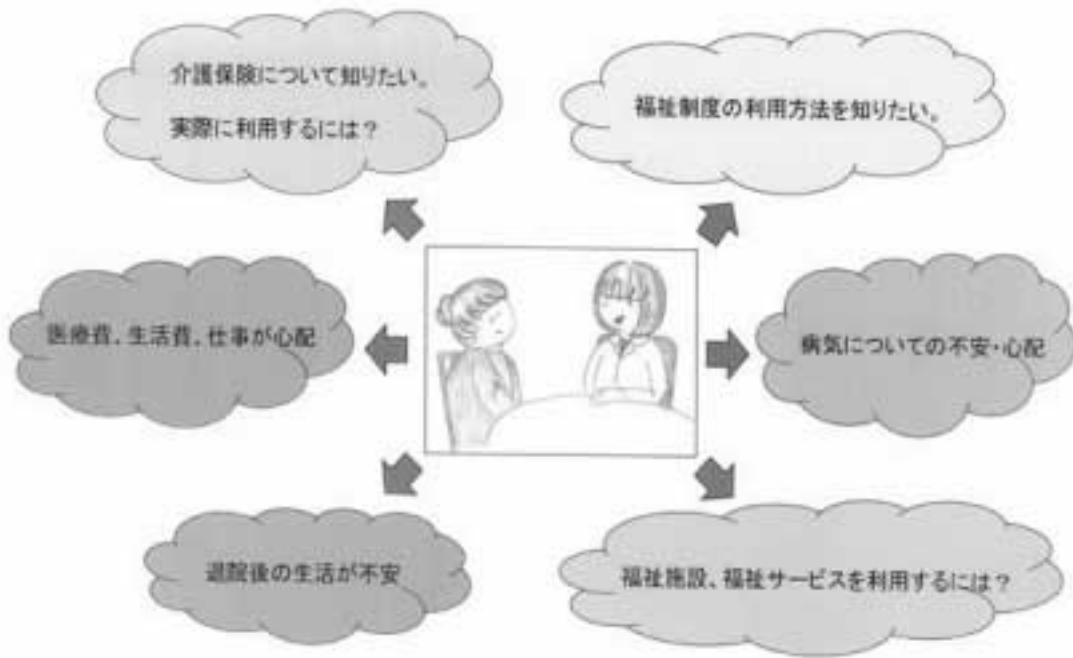 介護保険について知りたい。
実際に利用するには？
福祉制度の利用方法を知りたい。
医療費、生活費、仕事が心配
病気についての不安・心配
退院後の生活が不安
福祉施設、福祉サービスを利用するには？